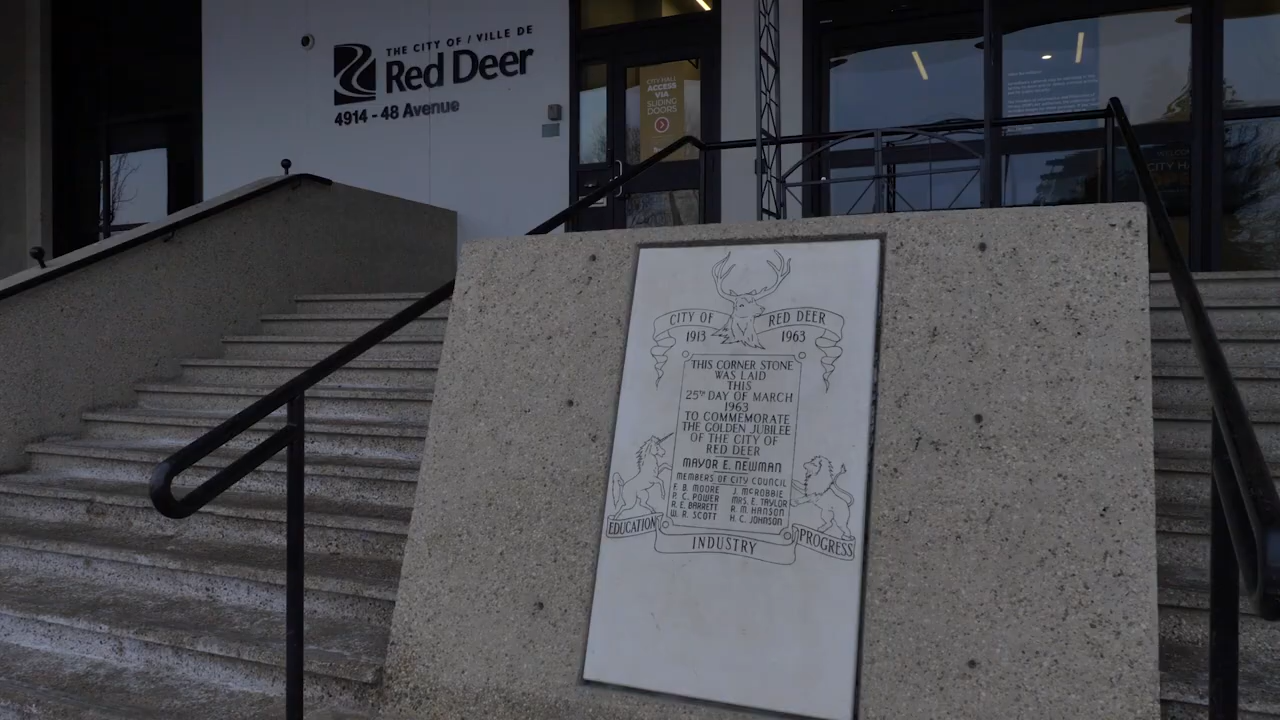 THE CITY OF / VILLE DE
Red Deer
4914 - 48 Avenue
CITY HALL
ACCESS
VIA
SLIDING
DOORS
CITY HALL
CITY OF RED DEER
1913 1963
THIS CORNER STONE
WAS LAID
THIS
25TH DAY OF MARCH
1963
TO COMMEMORATE
THE GOLDEN JUBILEE
OF THE CITY OF
RED DEER
MAYOR E. NEWMAN
MEMBERS OF CITY COUNCIL
F. B. MOORE J. McROBBIE
P. C. POWER MRS. E. TAYLOR
R. E. BARRETT R. M. HANSON
W. R. SCOTT H. C. JOHNSON
EDUCATION
INDUSTRY
PROGRESS